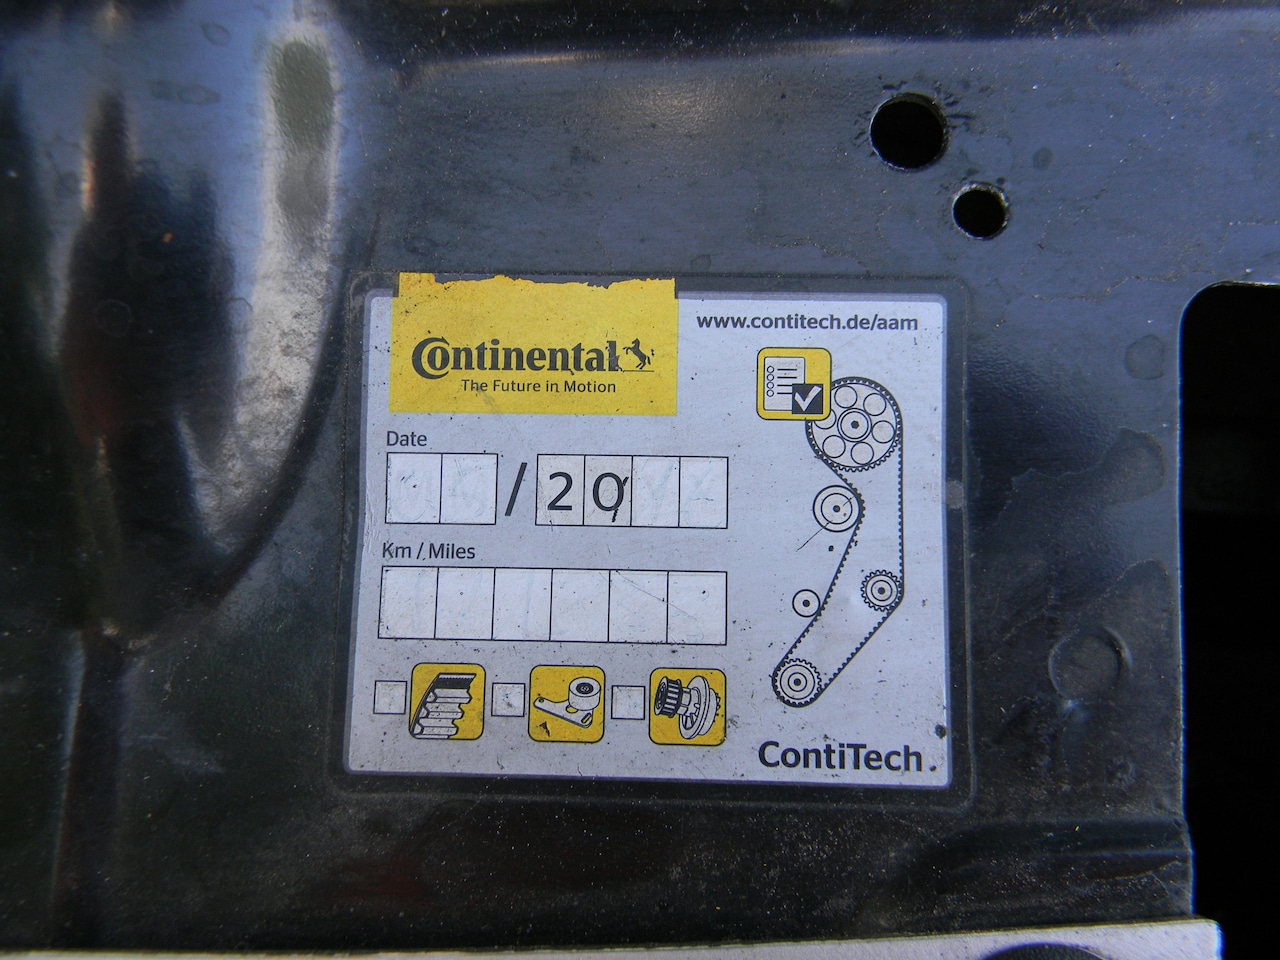 Continental
The Future in Motion
www.contitech.de/aam
Date
/ 20
Km / Miles
ContiTech